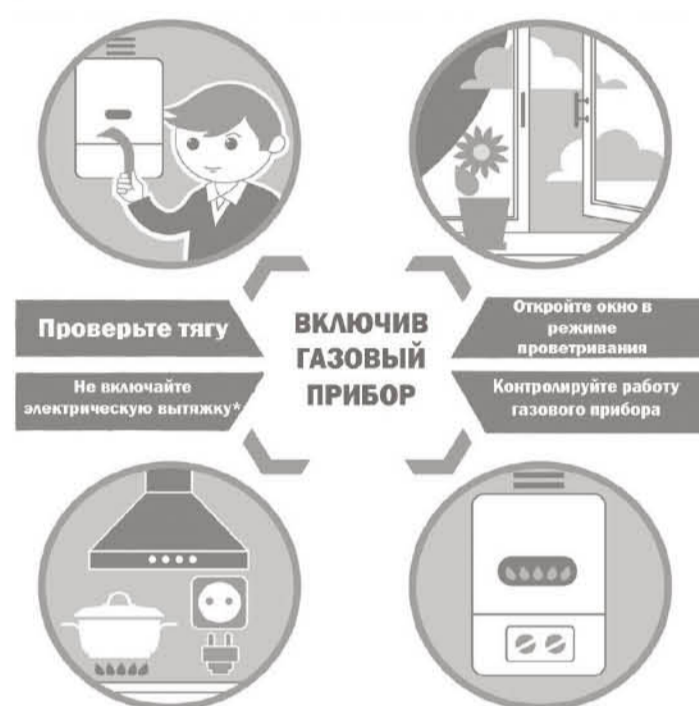 Проверьте тягу
Не включайте
электрическую вытяжку*
ВКЛЮЧИВ
ГАЗОВЫЙ
ПРИБОР
Откройте окно в
режиме
проветривания
Контролируйте работу
газового прибора